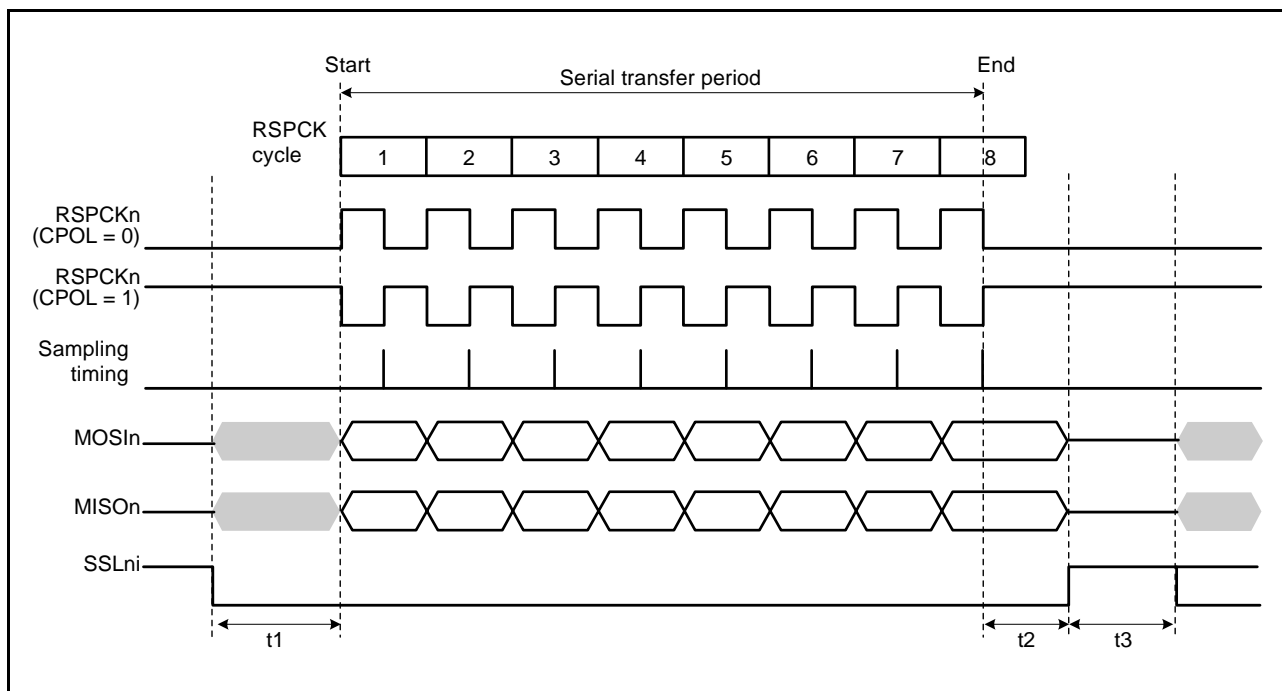 Start
End
Serial transfer period
RSPCK
cycle
1 2 3 4 5 6 7 8
RSPCKn
(CPOL = 0)
RSPCKn
(CPOL = 1)
Sampling
timing
MOSIn
MISOn
SSLni
t1
t2
t3